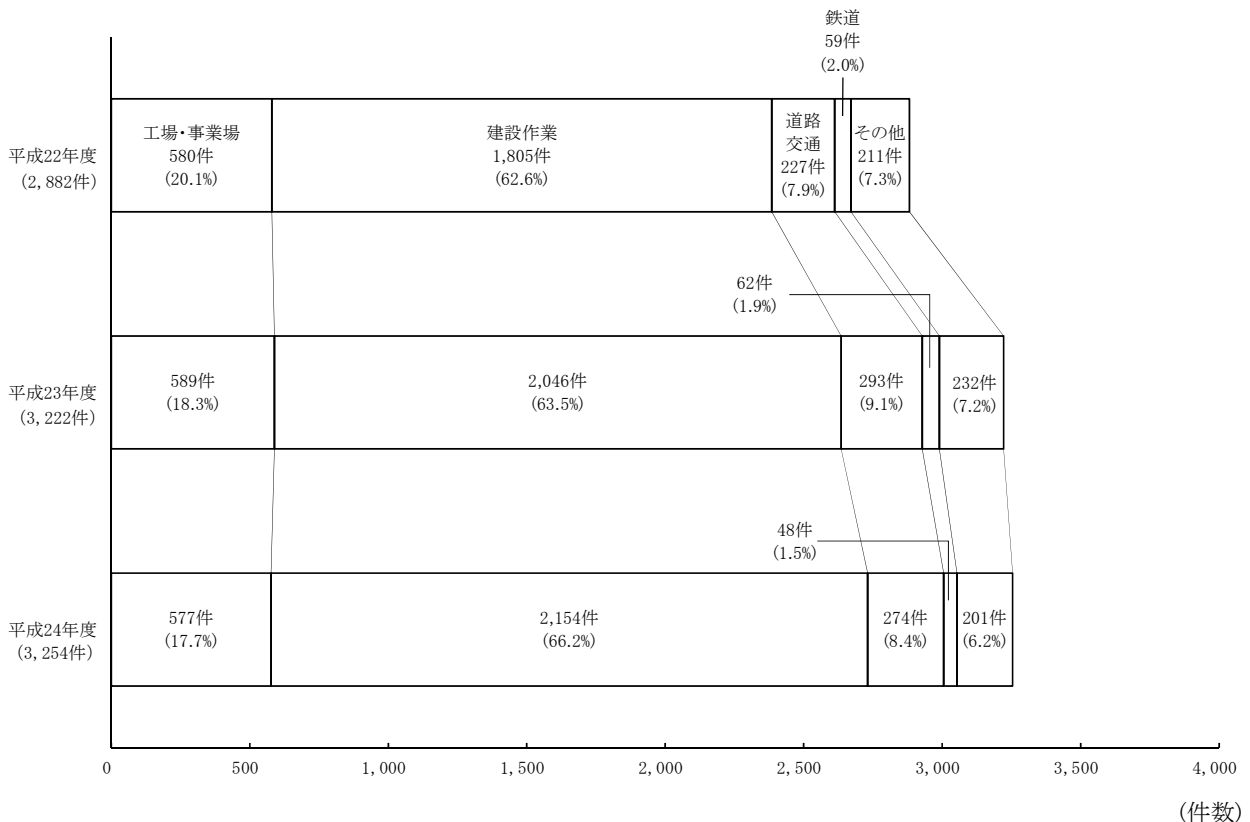 鉄道
59件
(2.0%)
平成22年度
(2,882件)
工場・事業場
580件
(20.1%)
建設作業
1,805件
(62.6%)
道路
交通
227件
(7.9%)
その他
211件
(7.3%)
62件
(1.9%)
平成23年度
(3,222件)
589件
(18.3%)
2,046件
(63.5%)
293件
(9.1%)
232件
(7.2%)
48件
(1.5%)
平成24年度
(3,254件)
577件
(17.7%)
2,154件
(66.2%)
274件
(8.4%)
201件
(6.2%)
0 500 1,000 1,500 2,000 2,500 3,000 3,500 4,000
(件数)